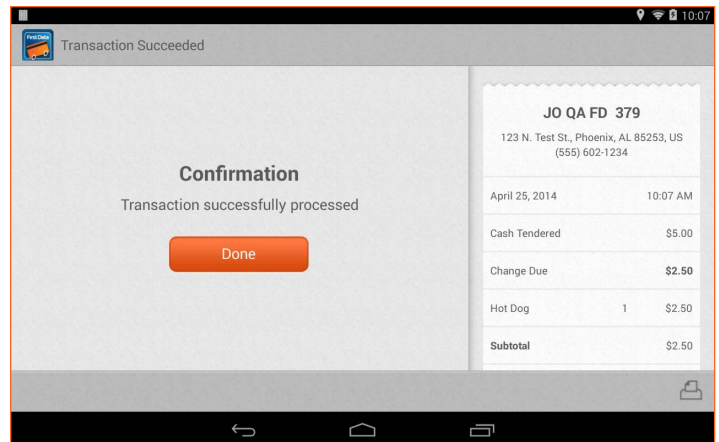 10:07
First Data
Transaction Succeeded
Confirmation
Transaction successfully processed
Done
JO QA FD 379
123 N. Test St., Phoenix, AL 85253, US
(555) 602-1234
April 25, 2014 10:07 AM
Cash Tendered $5.00
Change Due $2.50
Hot Dog 1 $2.50
Subtotal $2.50